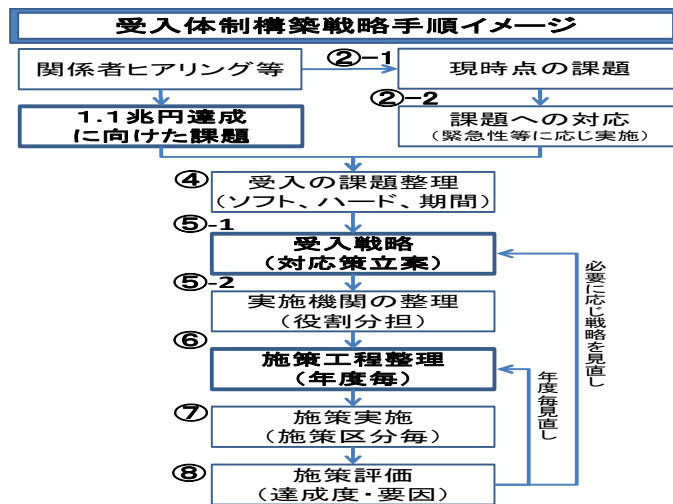 受入体制構築戦略手順イメージ
②-1
関係者ヒアリング等
現時点の課題
②-2
1.1兆円達成
に向けた課題
課題への対応
(緊急性等に応じ実施)
④
受入の課題整理
(ソフト、ハード、期間)
⑤-1
受入戦略
(対応策立案)
⑤-2
実施機関の整理
(役割分担)
⑥
施策工程整理
(年度毎)
⑦
施策実施
(施策区分毎)
⑧
施策評価
(達成度・要因)
年度毎見直し
必要に応じ戦略を見直し